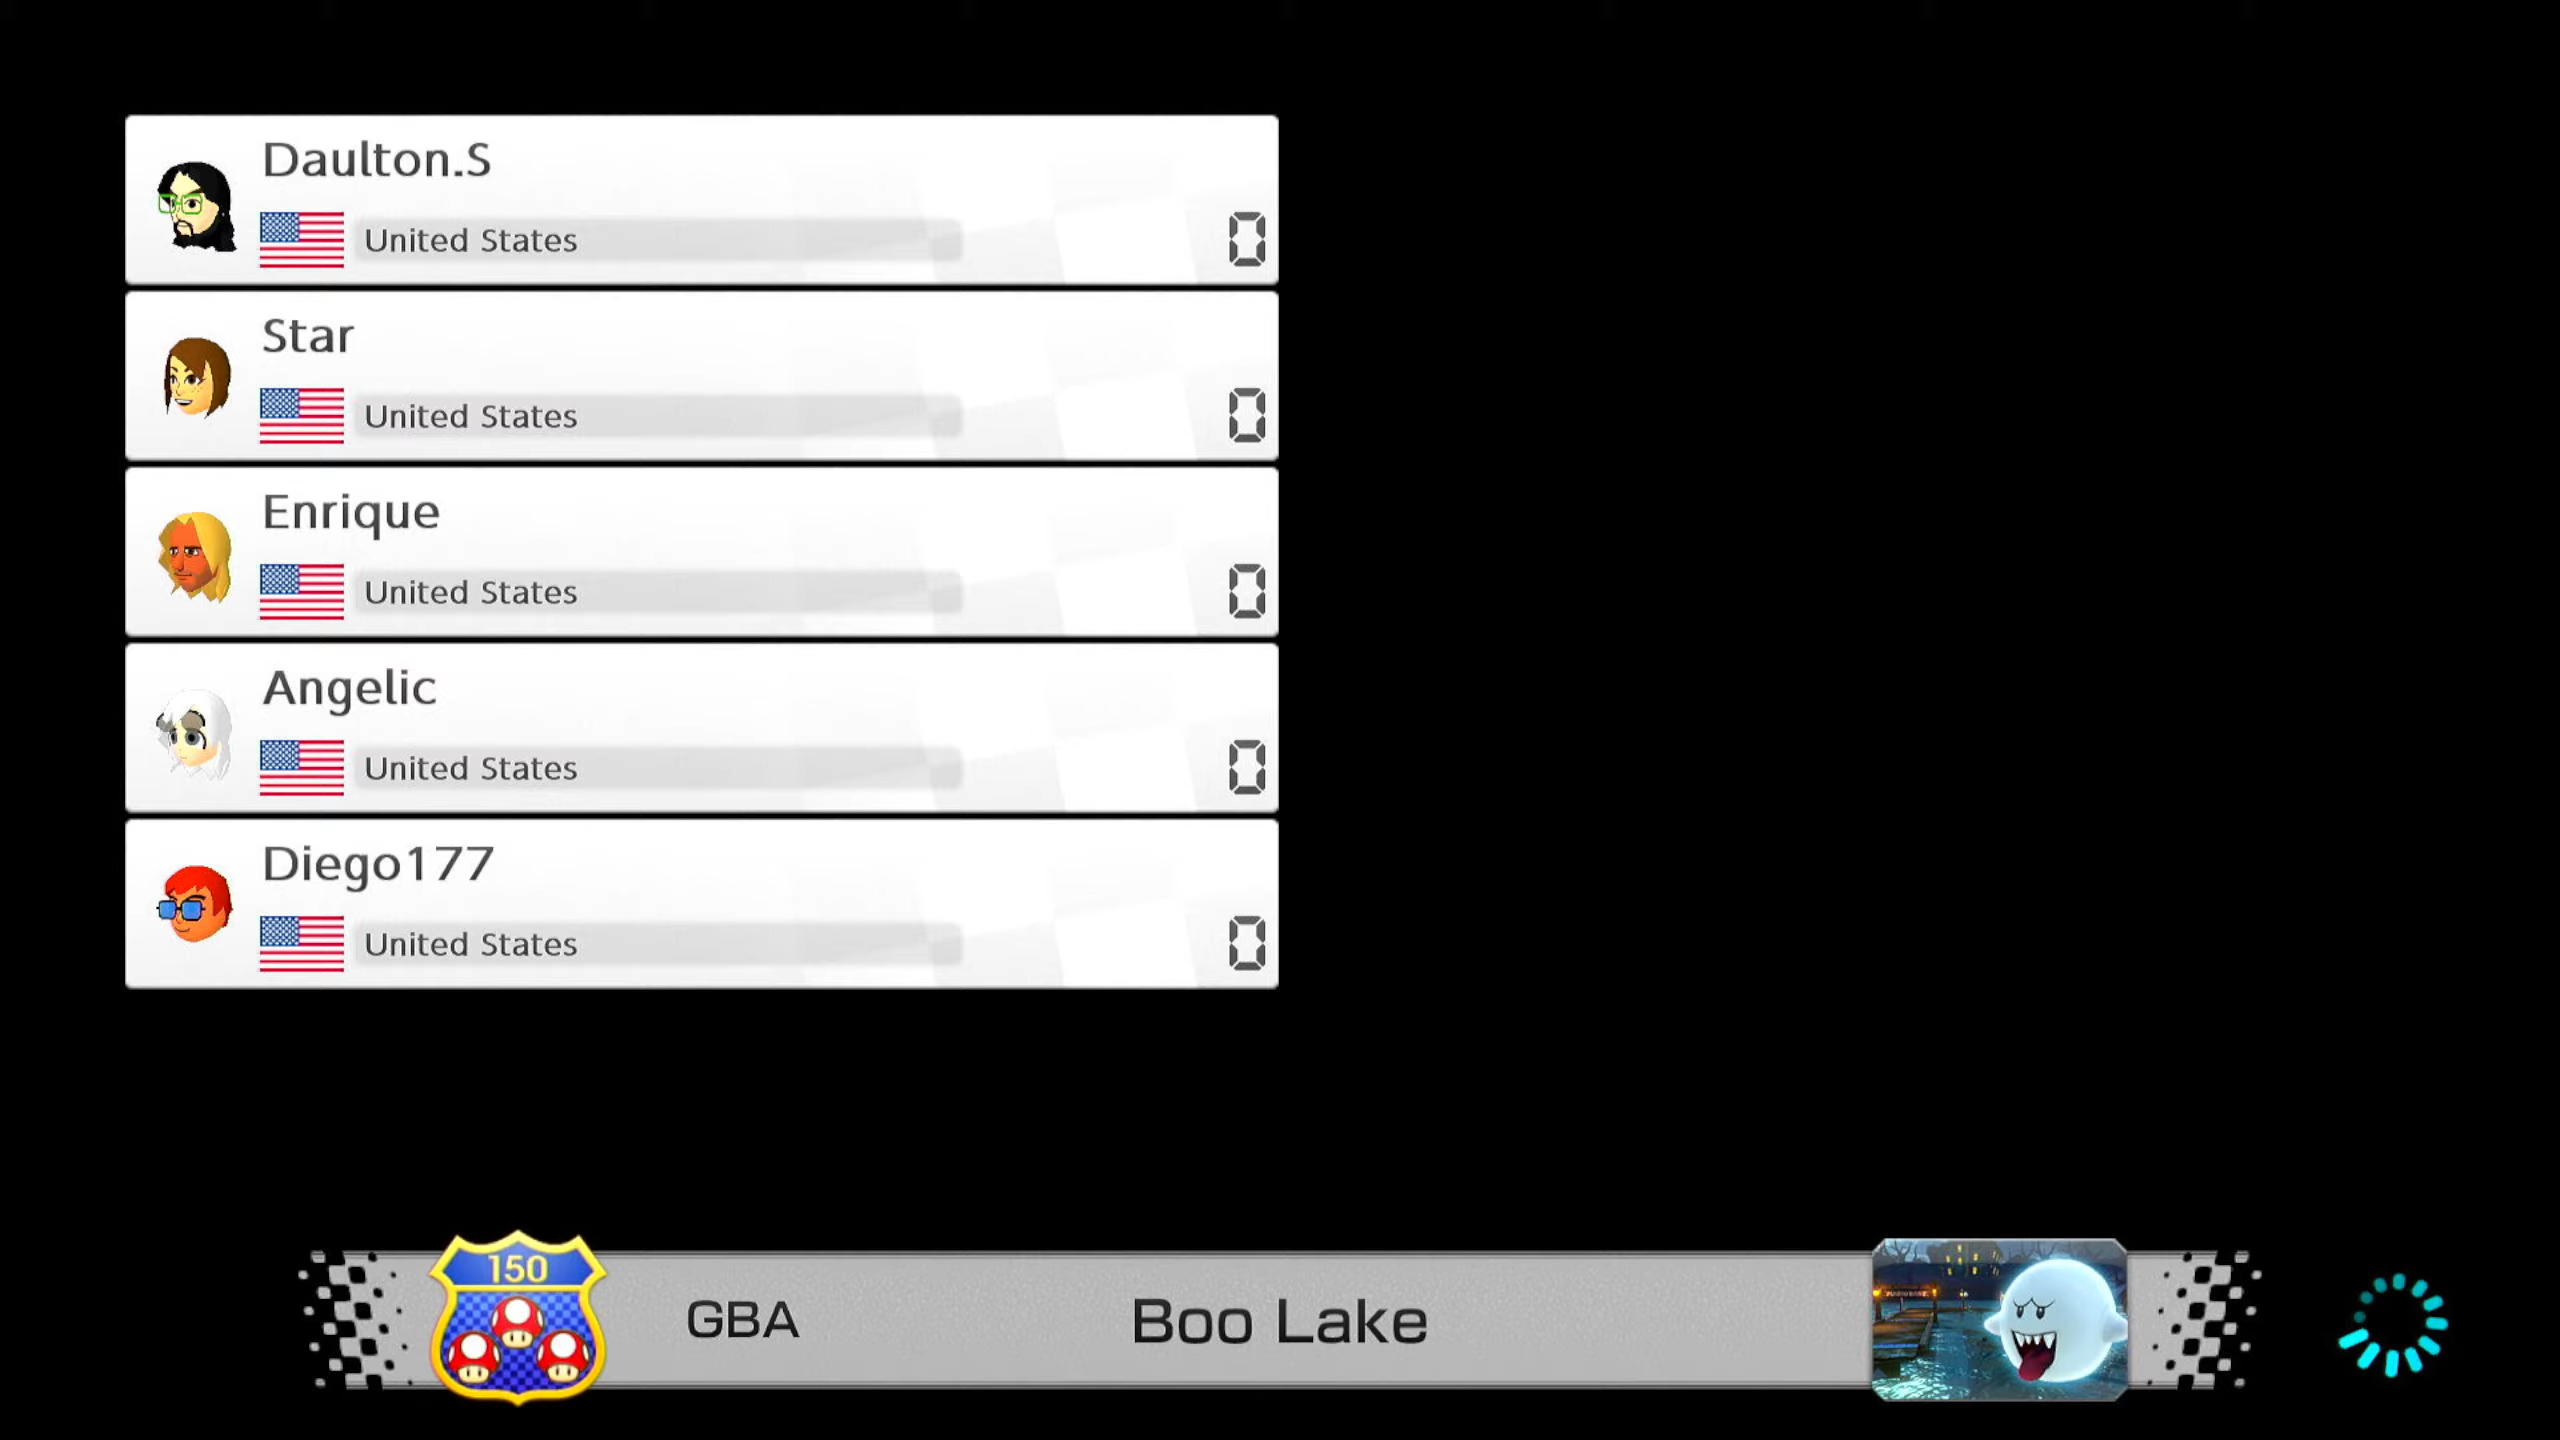 Daulton.S
United States 0
Star
United States 0
Enrique
United States 0
Angelic
United States 0
Diego177
United States 0
150
GBA Boo Lake